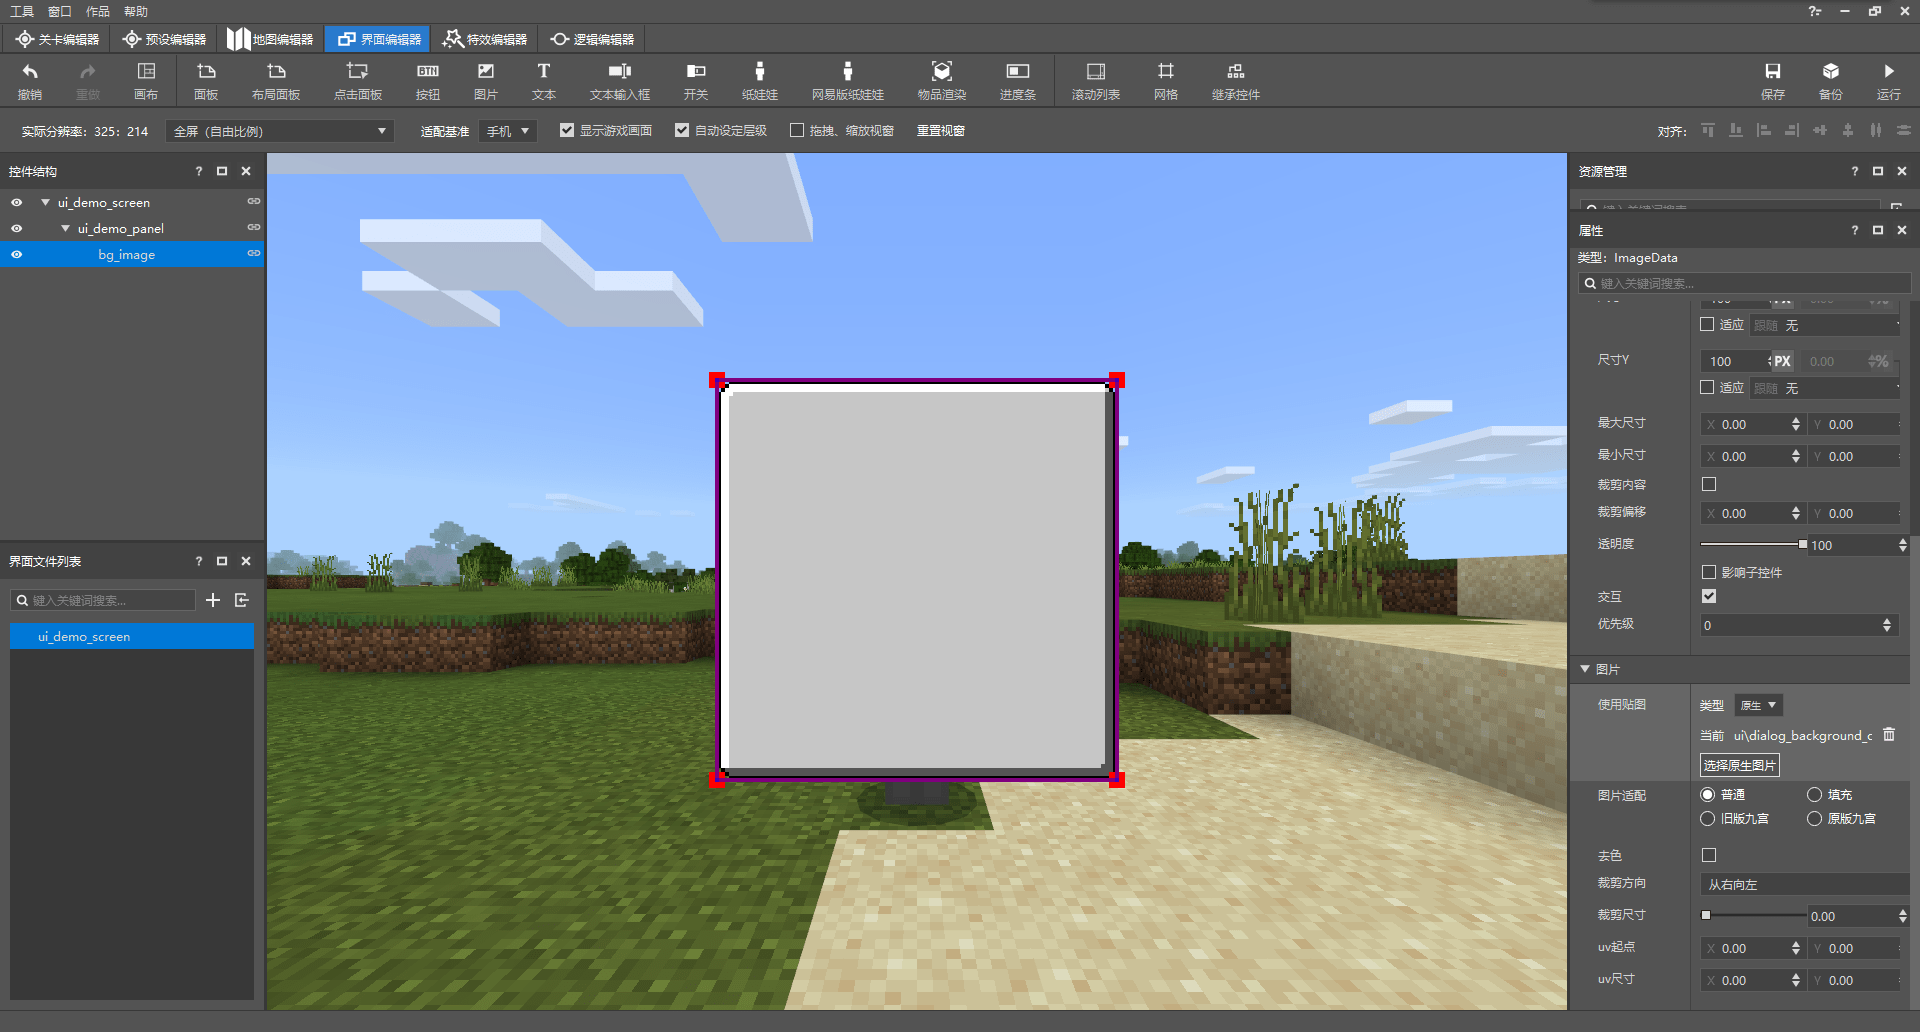 工具 窗口 作品 帮助
关卡编辑器 预设编辑器 地图编辑器 界面编辑器 特效编辑器 逻辑编辑器
撤销 重做 画布 面板 布局面板 点击面板 按钮 图片 文本 文本输入框 开关 纸娃娃 网易版纸娃娃 物品渲染 进度条 滚动列表 网格 继承控件 保存 备份 运行
实际分辨率：325：214 全屏（自由比例） 适配基准 手机 显示游戏画面 自动设定层级 拖拽、缩放视窗 重置视窗 对齐：
控件结构
ui_demo_screen
ui_demo_panel
bg_image
界面文件列表
键入关键词搜索...
ui_demo_screen
资源管理
属性
类型：ImageData
键入关键词搜索...
适应 跟随 无
尺寸Y 100 PX 0.00 %
适应 跟随 无
最大尺寸 X 0.00 Y 0.00
最小尺寸 X 0.00 Y 0.00
裁剪内容
裁剪偏移 X 0.00 Y 0.00
透明度 100
影响子控件
交互
优先级 0
图片
使用贴图 类型 原生
当前 ui\dialog_background_c
选择原生图片
图片适配 普通 填充
旧版九宫 原版九宫
去色
裁剪方向 从右向左
裁剪尺寸 0.00
uv起点 X 0.00 Y 0.00
uv尺寸 X 0.00 Y 0.00